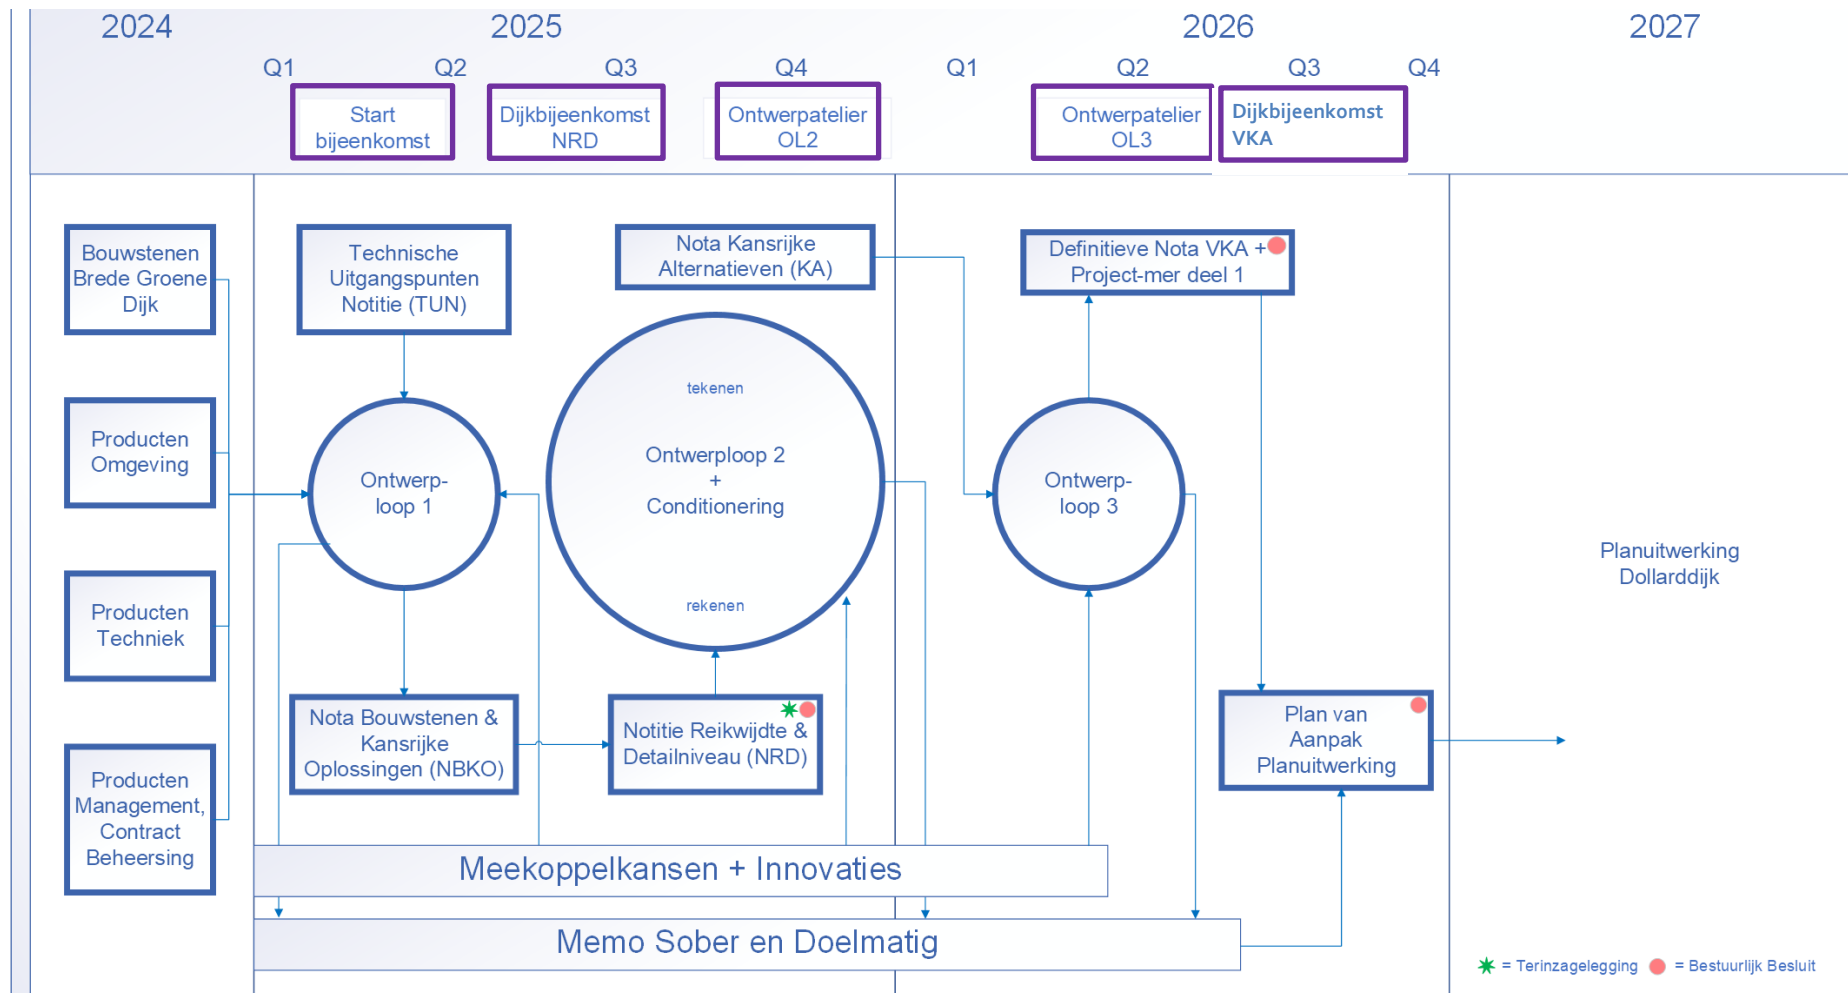 2024
2025
2026
2027
Q1
Q2
Q3
Q4
Q1
Q2
Q3
Q4
Start
bijeenkomst
Dijkbijeenkomst
NRD
Ontwerpatelier
OL2
Ontwerpatelier
OL3
Dijkbijeenkomst
VKA
Bouwstenen
Brede Groene
Dijk
Producten
Omgeving
Producten
Techniek
Producten
Management,
Contract
Beheersing
Technische
Uitgangspunten
Notitie (TUN)
Ontwerp-
loop 1
Nota Bouwstenen &
Kansrijke
Oplossingen (NBKO)
Nota Kansrijke
Alternatieven (KA)
tekenen
Ontwerploop 2
+
Conditionering
rekenen
Notitie Reikwijdte &
Detailniveau (NRD)
Definitieve Nota VKA +
Project-mer deel 1
Ontwerp-
loop 3
Plan van
Aanpak
Planuitwerking
Planuitwerking
Dollarddijk
Meekoppelkansen + Innovaties
Memo Sober en Doelmatig
= Terinzagelegging
= Bestuurlijk Besluit